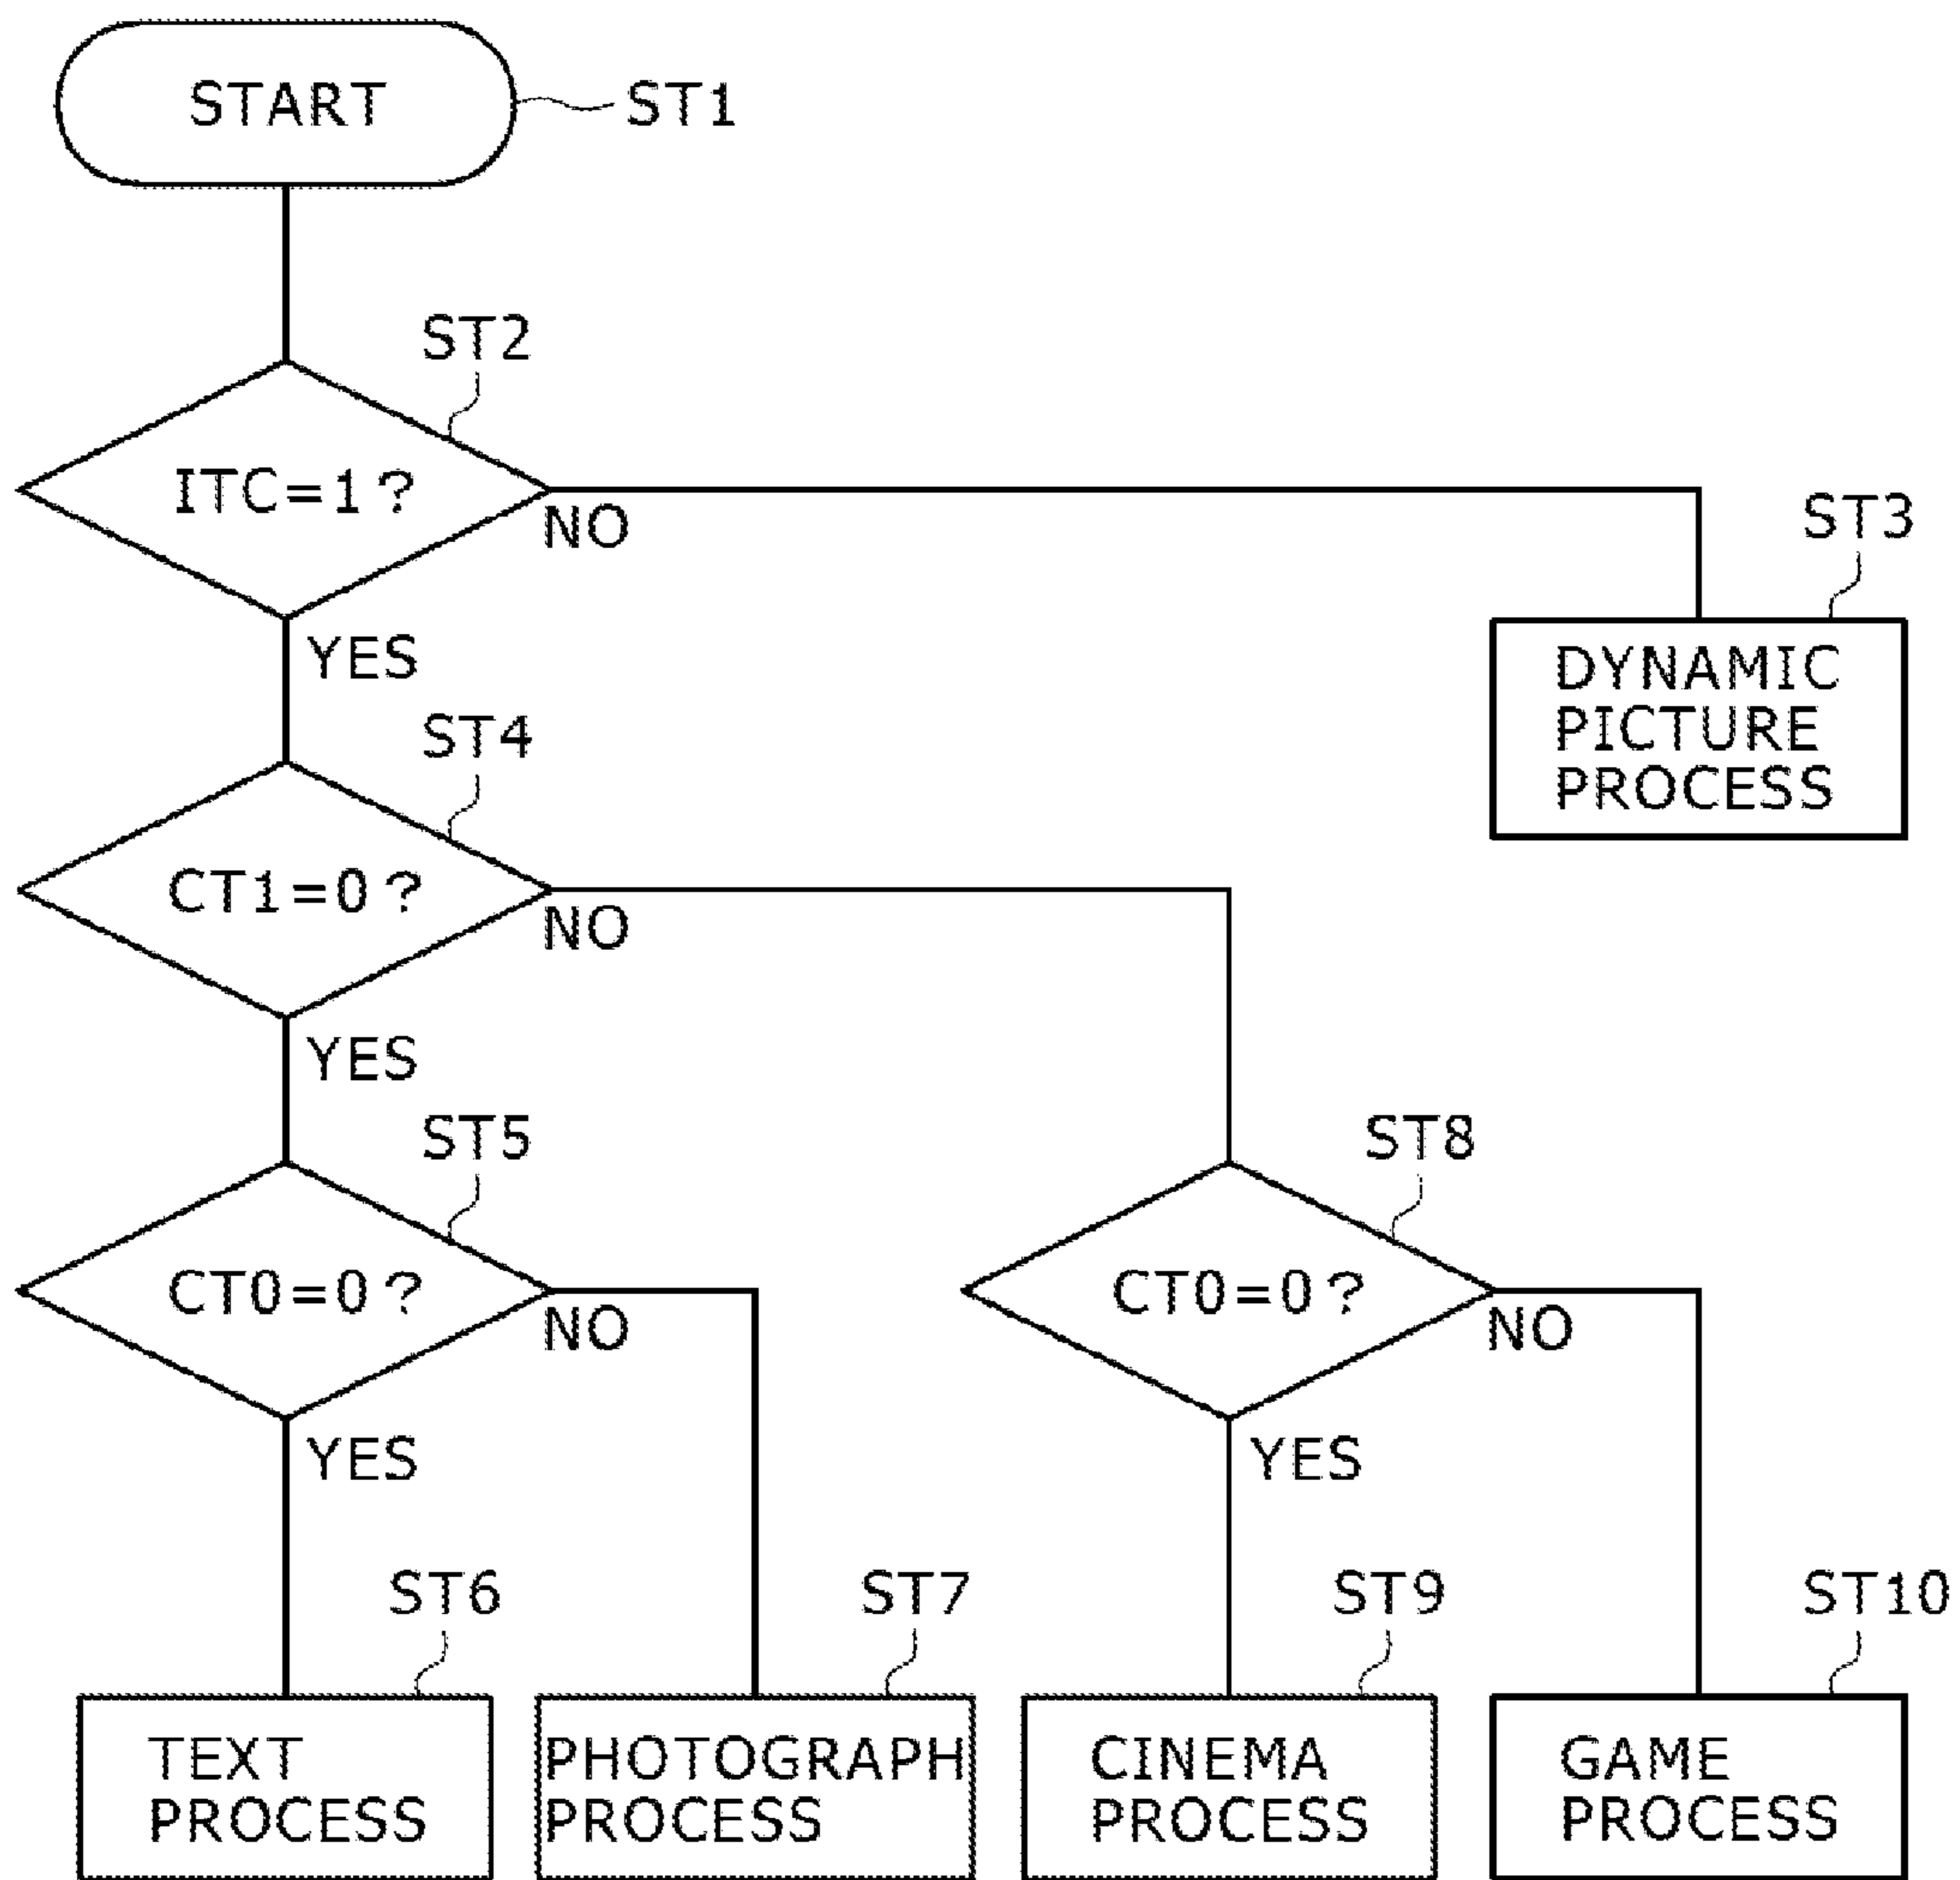 START
ST1
ST2
ITC=1?
NO
ST3
YES
DYNAMIC
PICTURE
PROCESS
ST4
CT1=0?
NO
YES
ST5
ST8
CT0=0?
NO
CT0=0?
NO
YES
YES
ST6
ST7
ST9
ST10
TEXT
PROCESS
PHOTOGRAPH
PROCESS
CINEMA
PROCESS
GAME
PROCESS